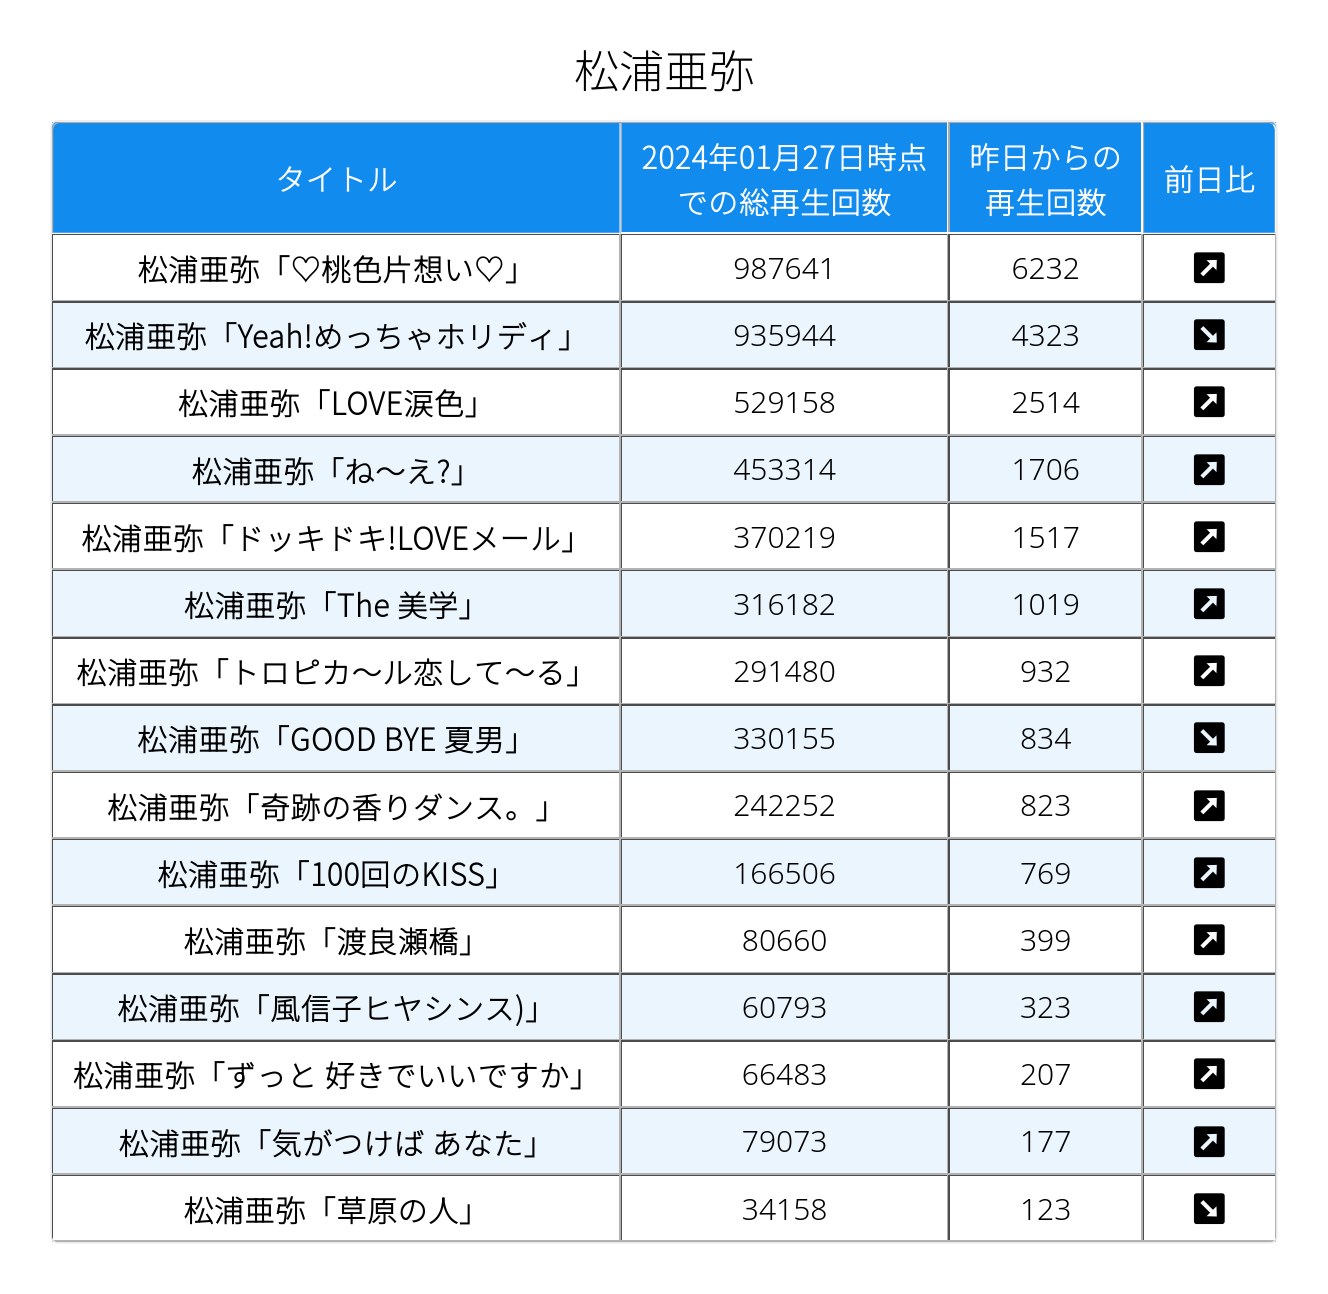 松浦亜弥
タイトル
2024年01月27日時点
での総再生回数
昨日からの
再生回数
前日比
松浦亜弥「♡桃色片想い♡」 987641 6232 ↗
松浦亜弥「Yeah!めっちゃホリディ」 935944 4323 ↘
松浦亜弥「LOVE涙色」 529158 2514 ↗
松浦亜弥「ね〜え?」 453314 1706 ↗
松浦亜弥「ドッキドキ!LOVEメール」 370219 1517 ↗
松浦亜弥「The 美学」 316182 1019 ↗
松浦亜弥「トロピカ〜ル恋して〜る」 291480 932 ↗
松浦亜弥「GOOD BYE 夏男」 330155 834 ↘
松浦亜弥「奇跡の香りダンス。」 242252 823 ↗
松浦亜弥「100回のKISS」 166506 769 ↗
松浦亜弥「渡良瀬橋」 80660 399 ↗
松浦亜弥「風信子ヒヤシンス)」 60793 323 ↗
松浦亜弥「ずっと 好きでいいですか」 66483 207 ↗
松浦亜弥「気がつけば あなた」 79073 177 ↗
松浦亜弥「草原の人」 34158 123 ↘